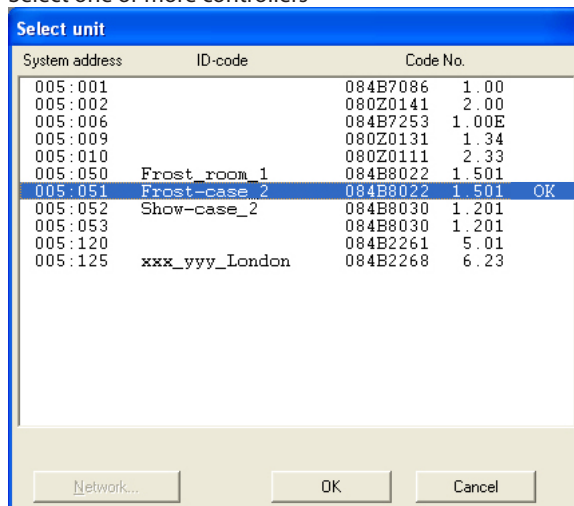 Select one or more controllers
Select unit
System address ID-code Code No.
005:001 084B7086 1.00
005:002 080Z0141 2.00
005:006 084B7253 1.00E
005:009 080Z0131 1.34
005:010 080Z0111 2.33
005:050 Frost_room_1 084B8022 1.501
005:051 Frost-case_2 084B8022 1.501 OK
005:052 Show-case_2 084B8030 1.201
005:053 084B8030 1.201
005:120 084B2261 5.01
005:125 xxx_yyy_London 084B2268 6.23
Network... OK Cancel